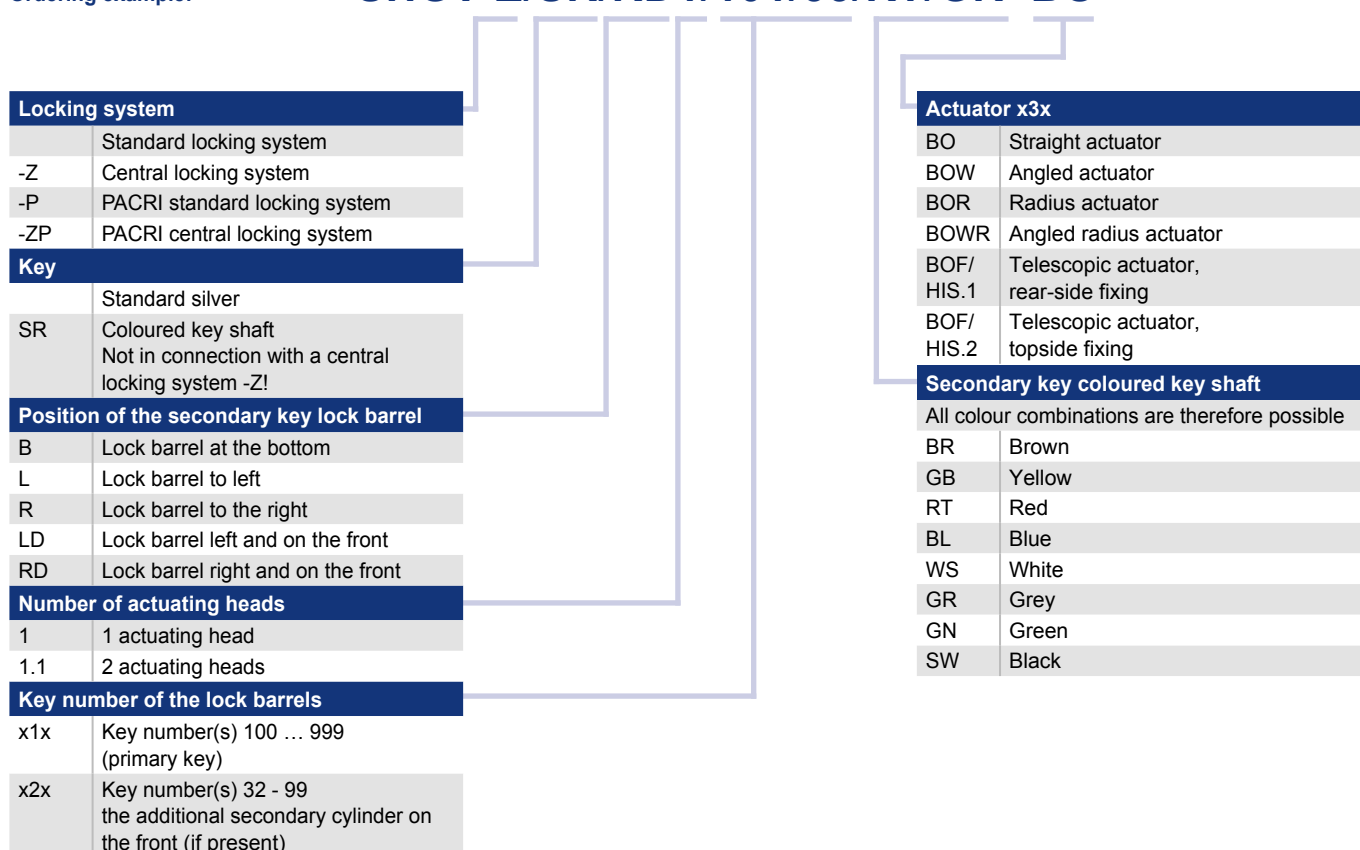 Ordering example:
Locking system
Standard locking system
-Z Central locking system
-P PACRI standard locking system
-ZP PACRI central locking system
Key
Standard silver
SR Coloured key shaft
Not in connection with a central
locking system -Z!
Position of the secondary key lock barrel
B Lock barrel at the bottom
L Lock barrel to left
R Lock barrel to the right
LD Lock barrel left and on the front
RD Lock barrel right and on the front
Number of actuating heads
1 1 actuating head
1.1 2 actuating heads
Key number of the lock barrels
x1x Key number(s) 100 … 999
(primary key)
x2x Key number(s) 32 - 99
the additional secondary cylinder on
the front (if present)
Actuator x3x
BO Straight actuator
BOW Angled actuator
BOR Radius actuator
BOWR Angled radius actuator
BOF/ Telescopic actuator,
HIS.1 rear-side fixing
BOF/ Telescopic actuator,
HIS.2 topside fixing
Secondary key coloured key shaft
All colour combinations are therefore possible
BR Brown
GB Yellow
RT Red
BL Blue
WS White
GR Grey
GN Green
SW Black